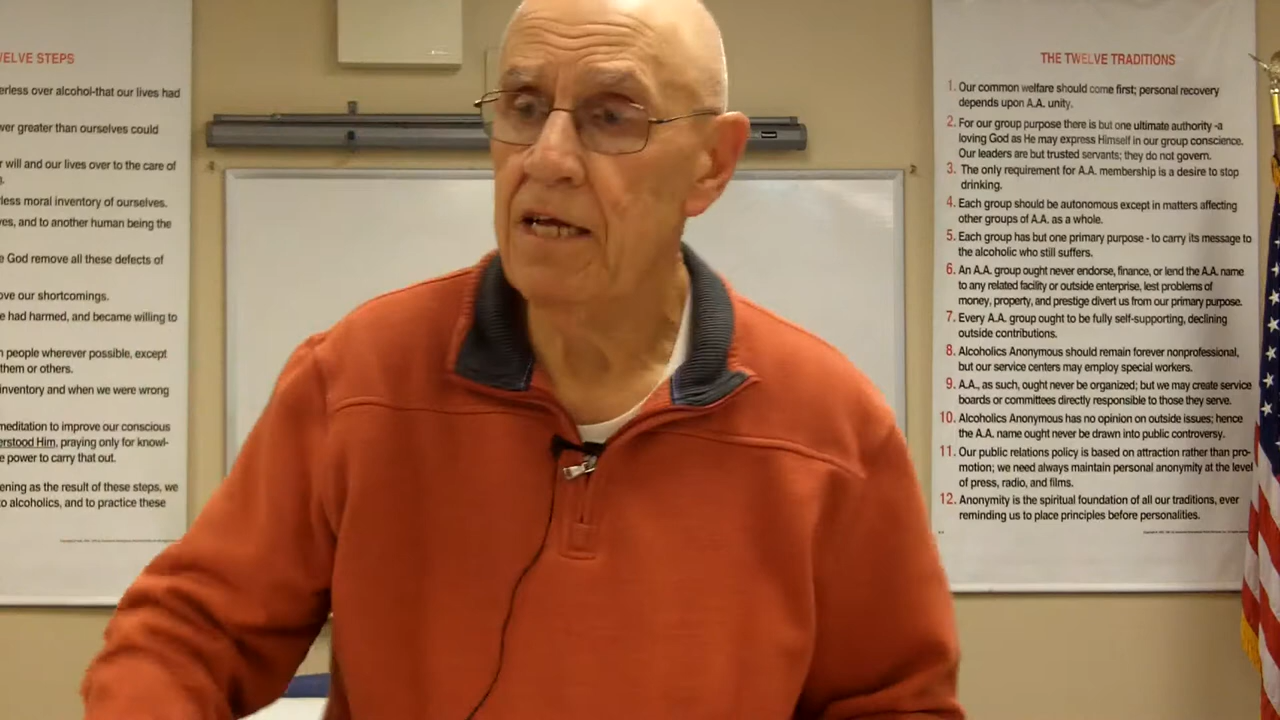 ELVE STEPS
erless over alcohol-that our lives had
ver greater than ourselves could
r will and our lives over to the care of
less moral inventory of ourselves.
ves, and to another human being the
e God remove all these defects of
ove our shortcomings.
e had harmed, and became willing to
h people wherever possible, except
them or others.
inventory and when we were wrong
meditation to improve our conscious
erstood Him, praying only for knowl-
e power to carry that out.
ening as the result of these steps, we
o alcoholics, and to practice these
THE TWELVE TRADITIONS
1. Our common welfare should come first; personal recovery
depends upon A.A. unity.
2. For our group purpose there is but one ultimate authority -a
loving God as He may express Himself in our group conscience.
Our leaders are but trusted servants; they do not govern.
3. The only requirement for A.A. membership is a desire to stop
drinking.
4. Each group should be autonomous except in matters affecting
other groups of A.A. as a whole.
5. Each group has but one primary purpose - to carry its message to
the alcoholic who still suffers.
6. An A.A. group ought never endorse, finance, or lend the A.A. name
to any related facility or outside enterprise, lest problems of
money, property, and prestige divert us from our primary purpose.
7. Every A.A. group ought to be fully self-supporting, declining
outside contributions.
8. Alcoholics Anonymous should remain forever nonprofessional,
but our service centers may employ special workers.
9. A.A., as such, ought never be organized; but we may create service
boards or committees directly responsible to those they serve.
10. Alcoholics Anonymous has no opinion on outside issues; hence
the A.A. name ought never be drawn into public controversy.
11. Our public relations policy is based on attraction rather than pro-
motion; we need always maintain personal anonymity at the level
of press, radio, and films.
12. Anonymity is the spiritual foundation of all our traditions, ever
reminding us to place principles before personalities.